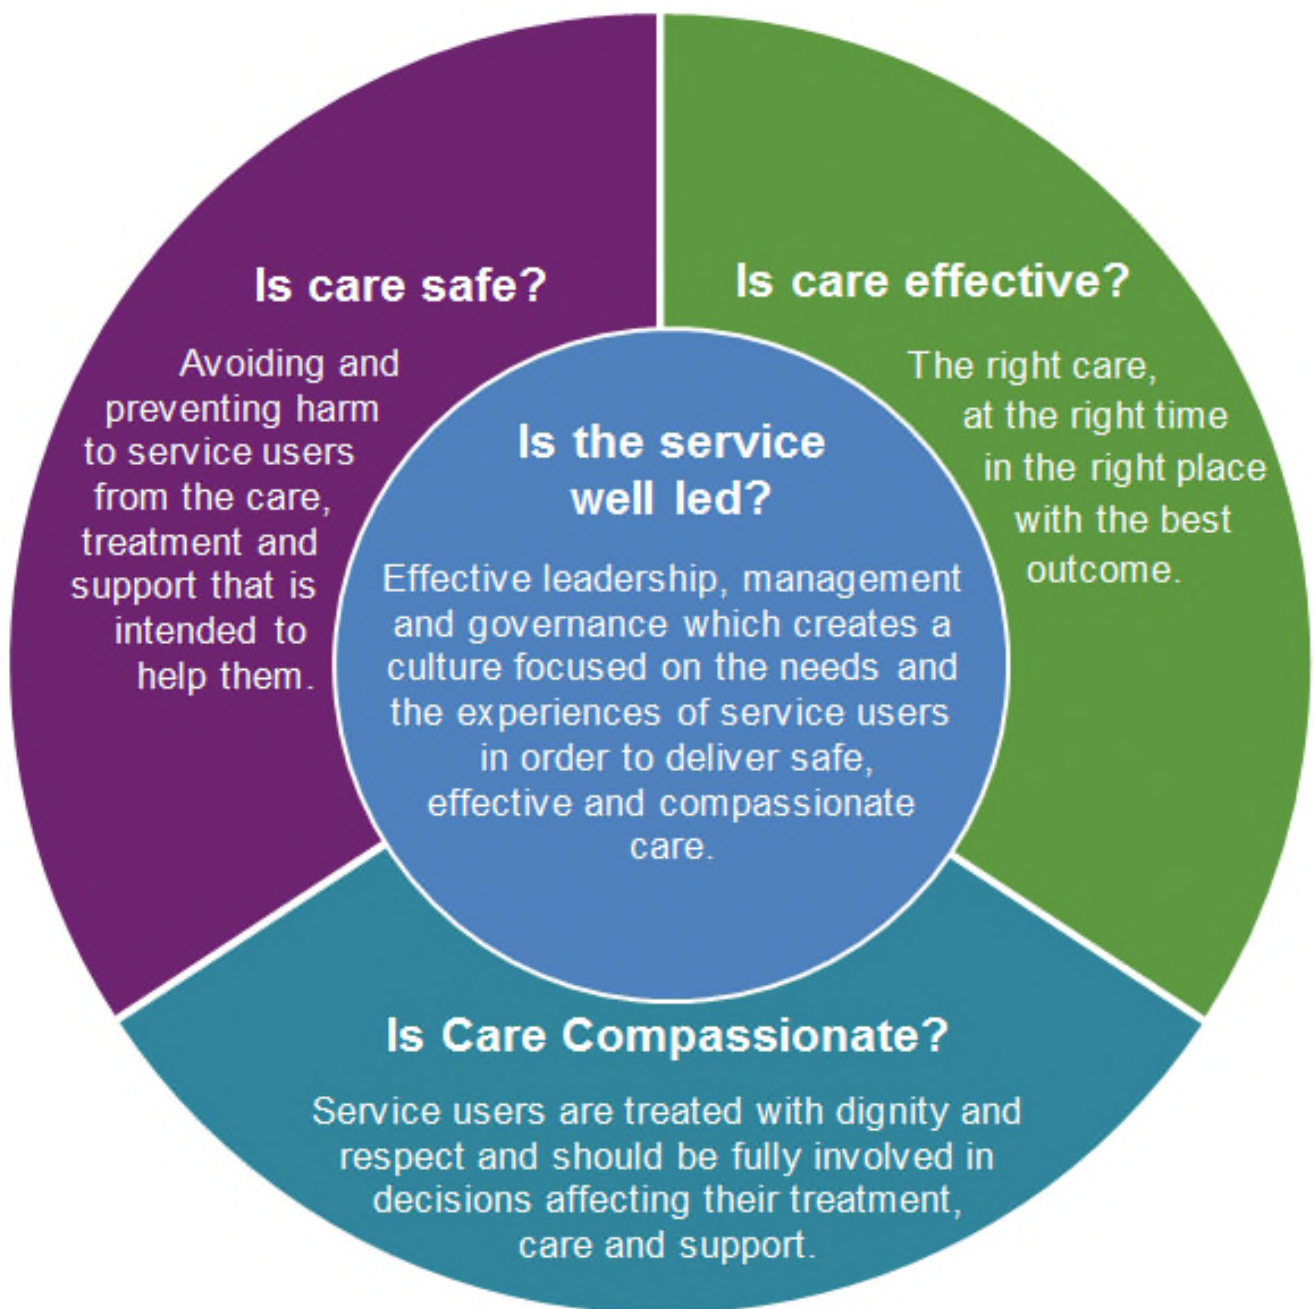 Is care safe?
Avoiding and
preventing harm
to service users
from the care,
treatment and
support that is
intended to
help them.
Is care effective?
The right care,
at the right time
in the right place
with the best
outcome.
Is the service
well led?
Effective leadership, management
and governance which creates a
culture focused on the needs and
the experiences of service users
in order to deliver safe,
effective and compassionate
care.
Is Care Compassionate?
Service users are treated with dignity and
respect and should be fully involved in
decisions affecting their treatment,
care and support.